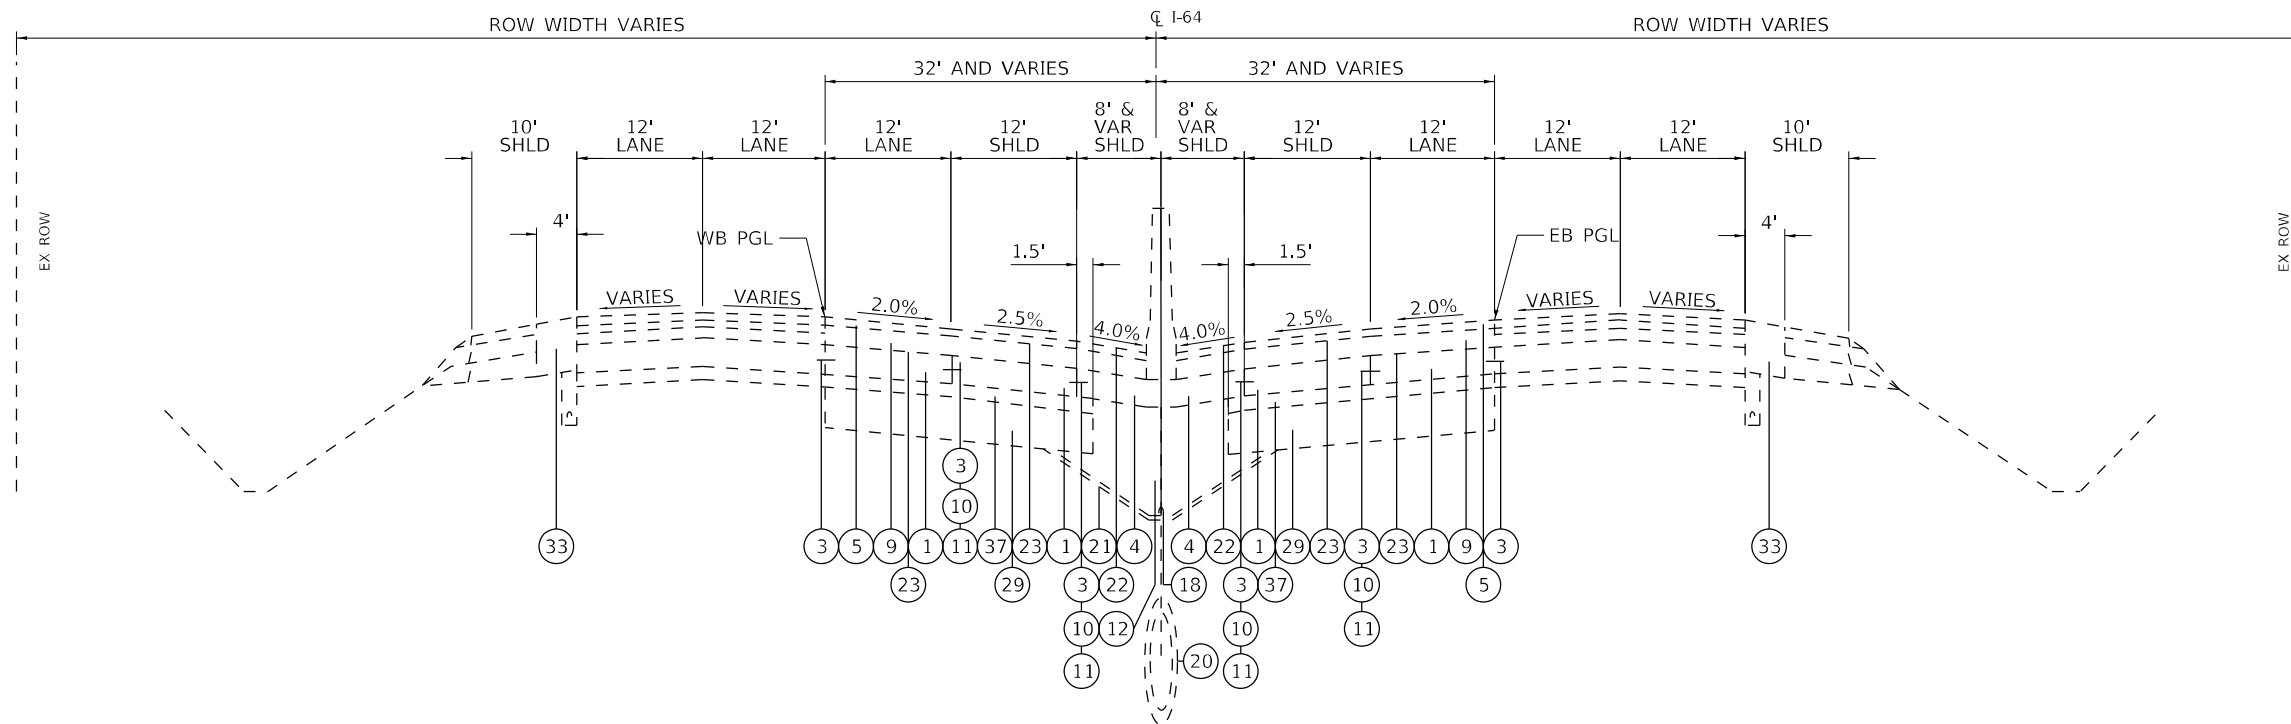 ROW WIDTH VARIES
℄ I-64
ROW WIDTH VARIES
32' AND VARIES
32' AND VARIES
10'
SHLD
12'
LANE
12'
LANE
12'
LANE
12'
SHLD
8' &
VAR
SHLD
8' &
VAR
SHLD
12'
SHLD
12'
LANE
12'
LANE
12'
LANE
10'
SHLD
EX ROW
4'
WB PGL
1.5'
1.5'
EB PGL
4'
EX ROW
VARIES
VARIES
2.0%
2.5%
4.0%
4.0%
2.5%
2.0%
VARIES
VARIES
3
10
33
3
5
9
1
11
37
23
1
21
4
4
22
1
29
23
3
23
1
9
3
33
23
29
3
22
18
3
37
10
5
10
12
10
11
11
20
11